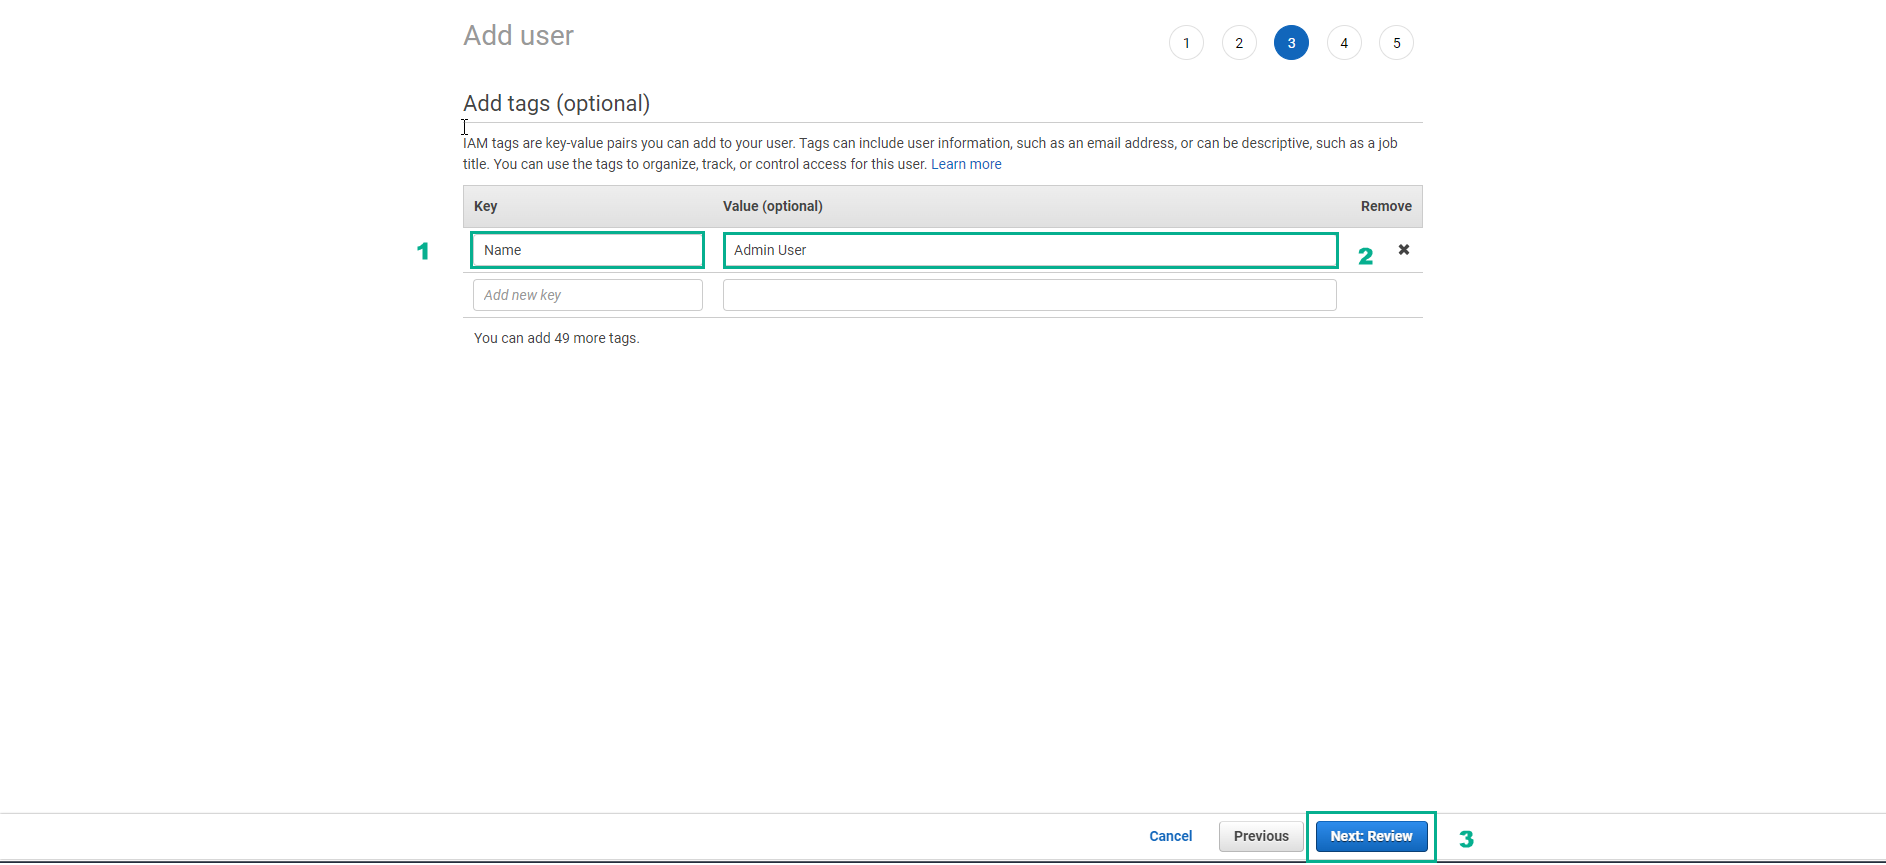 Add user
1 2 3 4 5
Add tags (optional)
IAM tags are key-value pairs you can add to your user. Tags can include user information, such as an email address, or can be descriptive, such as a job
title. You can use the tags to organize, track, or control access for this user. Learn more
Key Value (optional) Remove
1 Name Admin User 2 ✖
Add new key
You can add 49 more tags.
Cancel Previous Next: Review 3